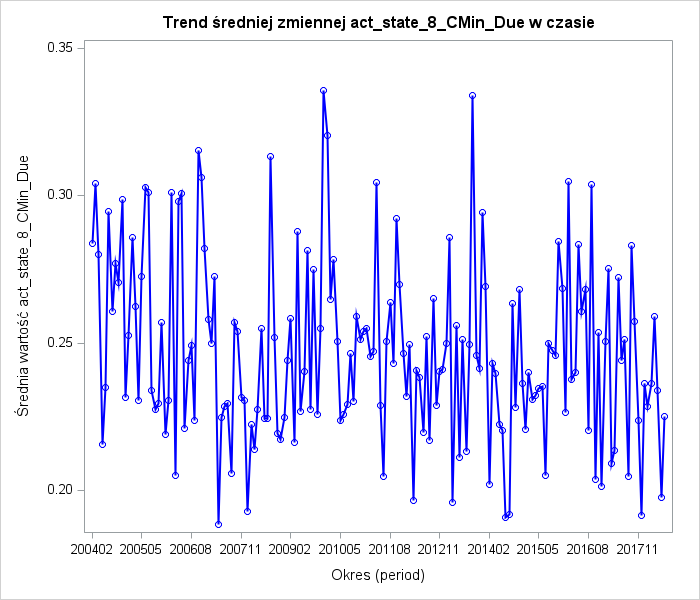 Trend średniej zmiennej act_state_8_CMin_Due w czasie
Średnia wartość act_state_8_CMin_Due
0.35
0.30
0.25
0.20
200402 200505 200608 200711 200902 201005 201108 201211 201402 201505 201608 201711
Okres (period)